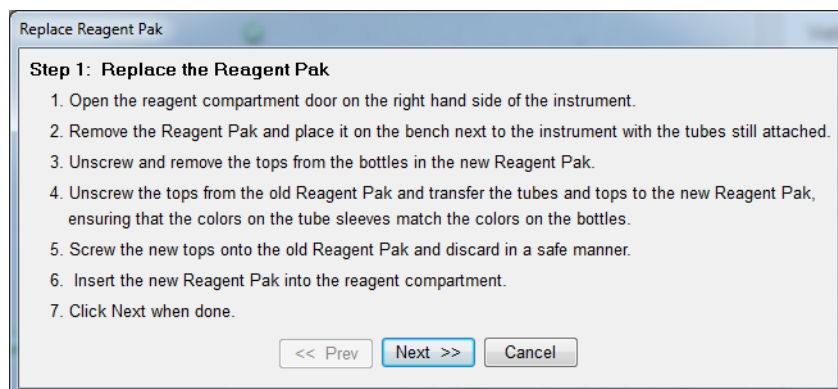 Replace Reagent Pak
Step 1:  Replace the Reagent Pak
1. Open the reagent compartment door on the right hand side of the instrument.
2. Remove the Reagent Pak and place it on the bench next to the instrument with the tubes still attached.
3. Unscrew and remove the tops from the bottles in the new Reagent Pak.
4. Unscrew the tops from the old Reagent Pak and transfer the tubes and tops to the new Reagent Pak,
ensuring that the colors on the tube sleeves match the colors on the bottles.
5. Screw the new tops onto the old Reagent Pak and discard in a safe manner.
6.  Insert the new Reagent Pak into the reagent compartment.
7. Click Next when done.
<< Prev Next >> Cancel